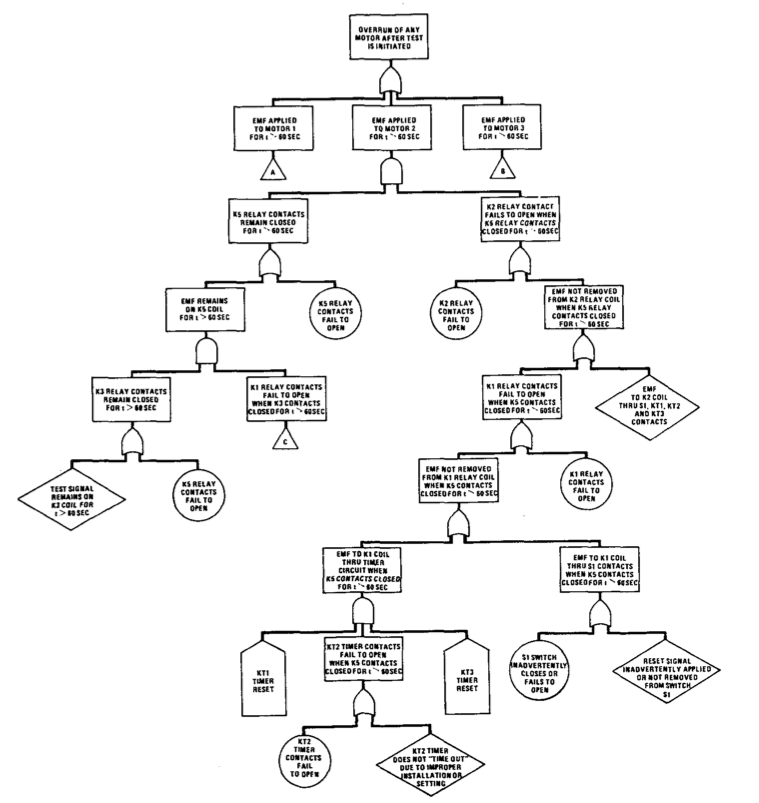 OVERRUN OF ANY
MOTOR AFTER TEST
IS INITIATED
EMF APPLIED
TO MOTOR 1
FOR t > 60 SEC
EMF APPLIED
TO MOTOR 2
FOR t > 60 SEC
EMF APPLIED
TO MOTOR 3
FOR t > 60 SEC
A
B
K5 RELAY CONTACTS
REMAIN CLOSED
FOR t > 60 SEC
K2 RELAY CONTACT
FAILS TO OPEN WHEN
K5 RELAY CONTACTS
CLOSED FOR t > 60 SEC
EMF REMAINS
ON K5 COIL
FOR t > 60 SEC
K5 RELAY
CONTACTS
FAIL TO
OPEN
K2 RELAY
CONTACTS
FAIL TO
OPEN
EMF NOT REMOVED
FROM K2 RELAY COIL
WHEN K5 RELAY
CONTACTS CLOSED
FOR t > 60 SEC
K3 RELAY CONTACTS
REMAIN CLOSED
FOR t > 60 SEC
K1 RELAY CONTACTS
FAIL TO OPEN
WHEN K3 CONTACTS
CLOSED FOR t > 60 SEC
C
K1 RELAY CONTACTS
FAIL TO OPEN
WHEN K5 CONTACTS
CLOSED FOR t > 60 SEC
EMF
TO K2 COIL
THRU S1, KT1, KT2
AND KT3
CONTACTS
TEST SIGNAL
REMAINS ON
K3 COIL FOR
t > 60 SEC
K5 RELAY
CONTACTS
FAIL TO
OPEN
EMF NOT REMOVED
FROM K1 RELAY COIL
WHEN K5 CONTACTS
CLOSED FOR t > 60 SEC
K1 RELAY
CONTACTS
FAIL TO
OPEN
EMF TO K1 COIL
THRU TIMER
CIRCUIT WHEN
K5 CONTACTS CLOSED
FOR t > 60 SEC
EMF TO K1 COIL
THRU S1 CONTACTS
WHEN K5 CONTACTS
CLOSED FOR t > 60 SEC
KT1
TIMER
RESET
KT2 TIMER CONTACTS
FAIL TO OPEN
WHEN K5 CONTACTS
CLOSED FOR t > 60 SEC
KT3
TIMER
RESET
S1 SWITCH
INADVERTENTLY
CLOSES OR
FAILS TO
OPEN
RESET SIGNAL
INADVERTENTLY APPLIED
OR NOT REMOVED
FROM SWITCH
S1
KT2
TIMER
CONTACTS
FAIL
TO OPEN
KT2 TIMER
DOES NOT "TIME OUT"
DUE TO IMPROPER
INSTALLATION OR
SETTING